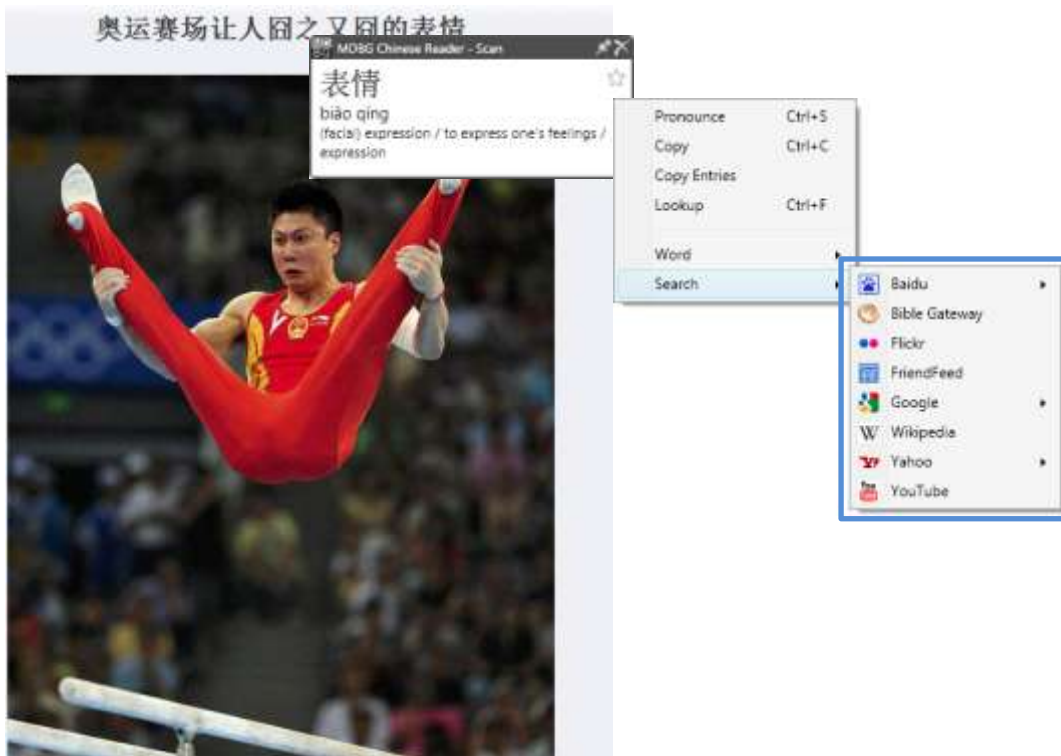 奥运赛场让人囧之又囧的表情
MDBG Chinese Reader - Scan
表情
biǎo qíng
(facial) expression / to express one's feelings /
expression
Pronounce Ctrl+S
Copy Ctrl+C
Copy Entries
Lookup Ctrl+F
Word
Search
Baidu
Bible Gateway
Flickr
FriendFeed
Google
Wikipedia
Yahoo
YouTube